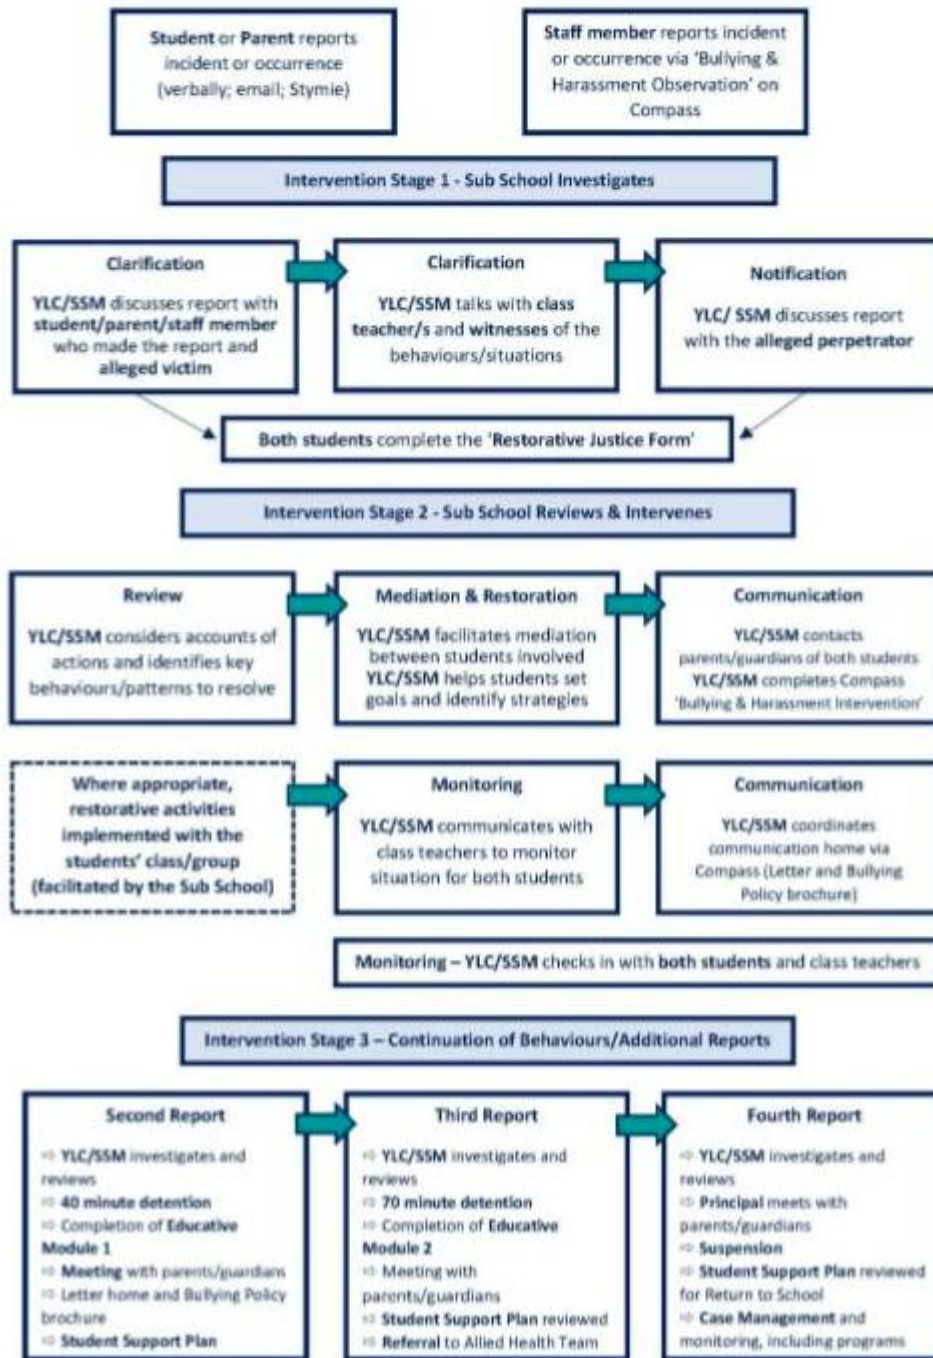 Student or Parent reports
incident or occurrence
(verbally; email; Stymie)
Staff member reports incident
or occurrence via 'Bullying &
Harassment Observation' on
Compass
Intervention Stage 1 - Sub School Investigates
Clarification
YLC/SSM discusses report with
student/parent/staff member
who made the report and
alleged victim
Clarification
YLC/SSM talks with class
teacher/s and witnesses of the
behaviours/situations
Notification
YLC/ SSM discusses report
with the alleged perpetrator
Both students complete the 'Restorative Justice Form'
Intervention Stage 2 - Sub School Reviews & Intervenes
Review
YLC/SSM considers accounts of
actions and identifies key
behaviours/patterns to resolve
Mediation & Restoration
YLC/SSM facilitates mediation
between students involved
YLC/SSM helps students set
goals and identify strategies
Communication
YLC/SSM contacts
parents/guardians of both students
YLC/SSM completes Compass
'Bullying & Harassment Intervention'
Where appropriate,
restorative activities
implemented with the
students' class/group
(facilitated by the Sub School)
Monitoring
YLC/SSM communicates with
class teachers to monitor
situation for both students
Communication
YLC/SSM coordinates
communication home via
Compass (Letter and Bullying
Policy brochure)
Monitoring – YLC/SSM checks in with both students and class teachers
Intervention Stage 3 – Continuation of Behaviours/Additional Reports
Second Report
⇨ YLC/SSM investigates and
reviews
⇨ 40 minute detention
⇨ Completion of Educative
Module 1
⇨ Meeting with parents/guardians
⇨ Letter home and Bullying Policy
brochure
⇨ Student Support Plan
Third Report
⇨ YLC/SSM investigates and
reviews
⇨ 70 minute detention
⇨ Completion of Educative
Module 2
⇨ Meeting with
parents/guardians
⇨ Student Support Plan reviewed
⇨ Referral to Allied Health Team
Fourth Report
⇨ YLC/SSM investigates and
reviews
⇨ Principal meets with
parents/guardians
⇨ Suspension
⇨ Student Support Plan reviewed
for Return to School
⇨ Case Management and
monitoring, including programs